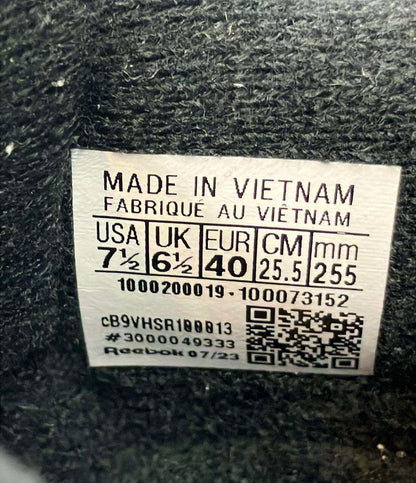 MADE IN VIETNAM
FABRIQUÉ AU VIÊTNAM
USA UK EUR CM mm
7½ 6½ 40 25.5 255
1000200019-100073152
cB9VHSR100013
#3000049333
Reebok 07/23